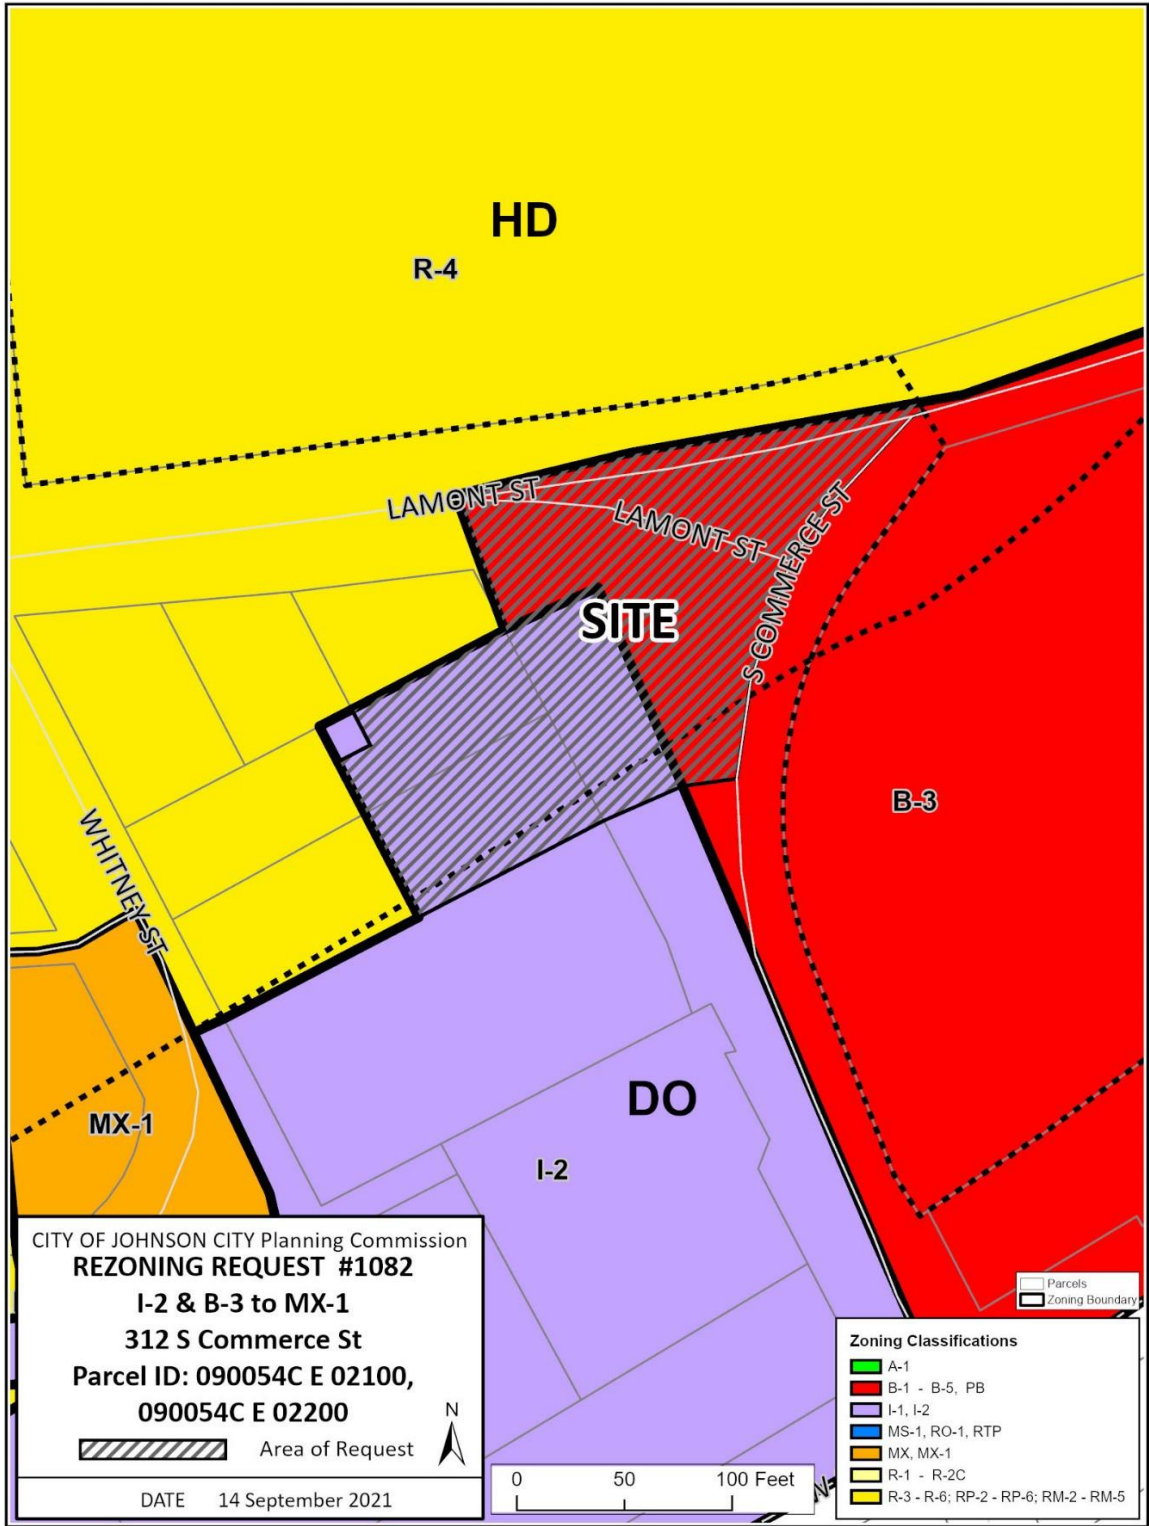 HD
R-4
LAMONT ST
LAMONT ST
S COMMERCE ST
SITE
B-3
WHITNEY ST
MX-1
DO
I-2
CITY OF JOHNSON CITY Planning Commission
REZONING REQUEST #1082
I-2 & B-3 to MX-1
312 S Commerce St
Parcel ID: 090054C E 02100,
090054C E 02200
Area of Request
N
DATE 14 September 2021
0 50 100 Feet
Parcels
Zoning Boundary
Zoning Classifications
A-1
B-1 - B-5, PB
I-1, I-2
MS-1, RO-1, RTP
MX, MX-1
R-1 - R-2C
R-3 - R-6; RP-2 - RP-6; RM-2 - RM-5